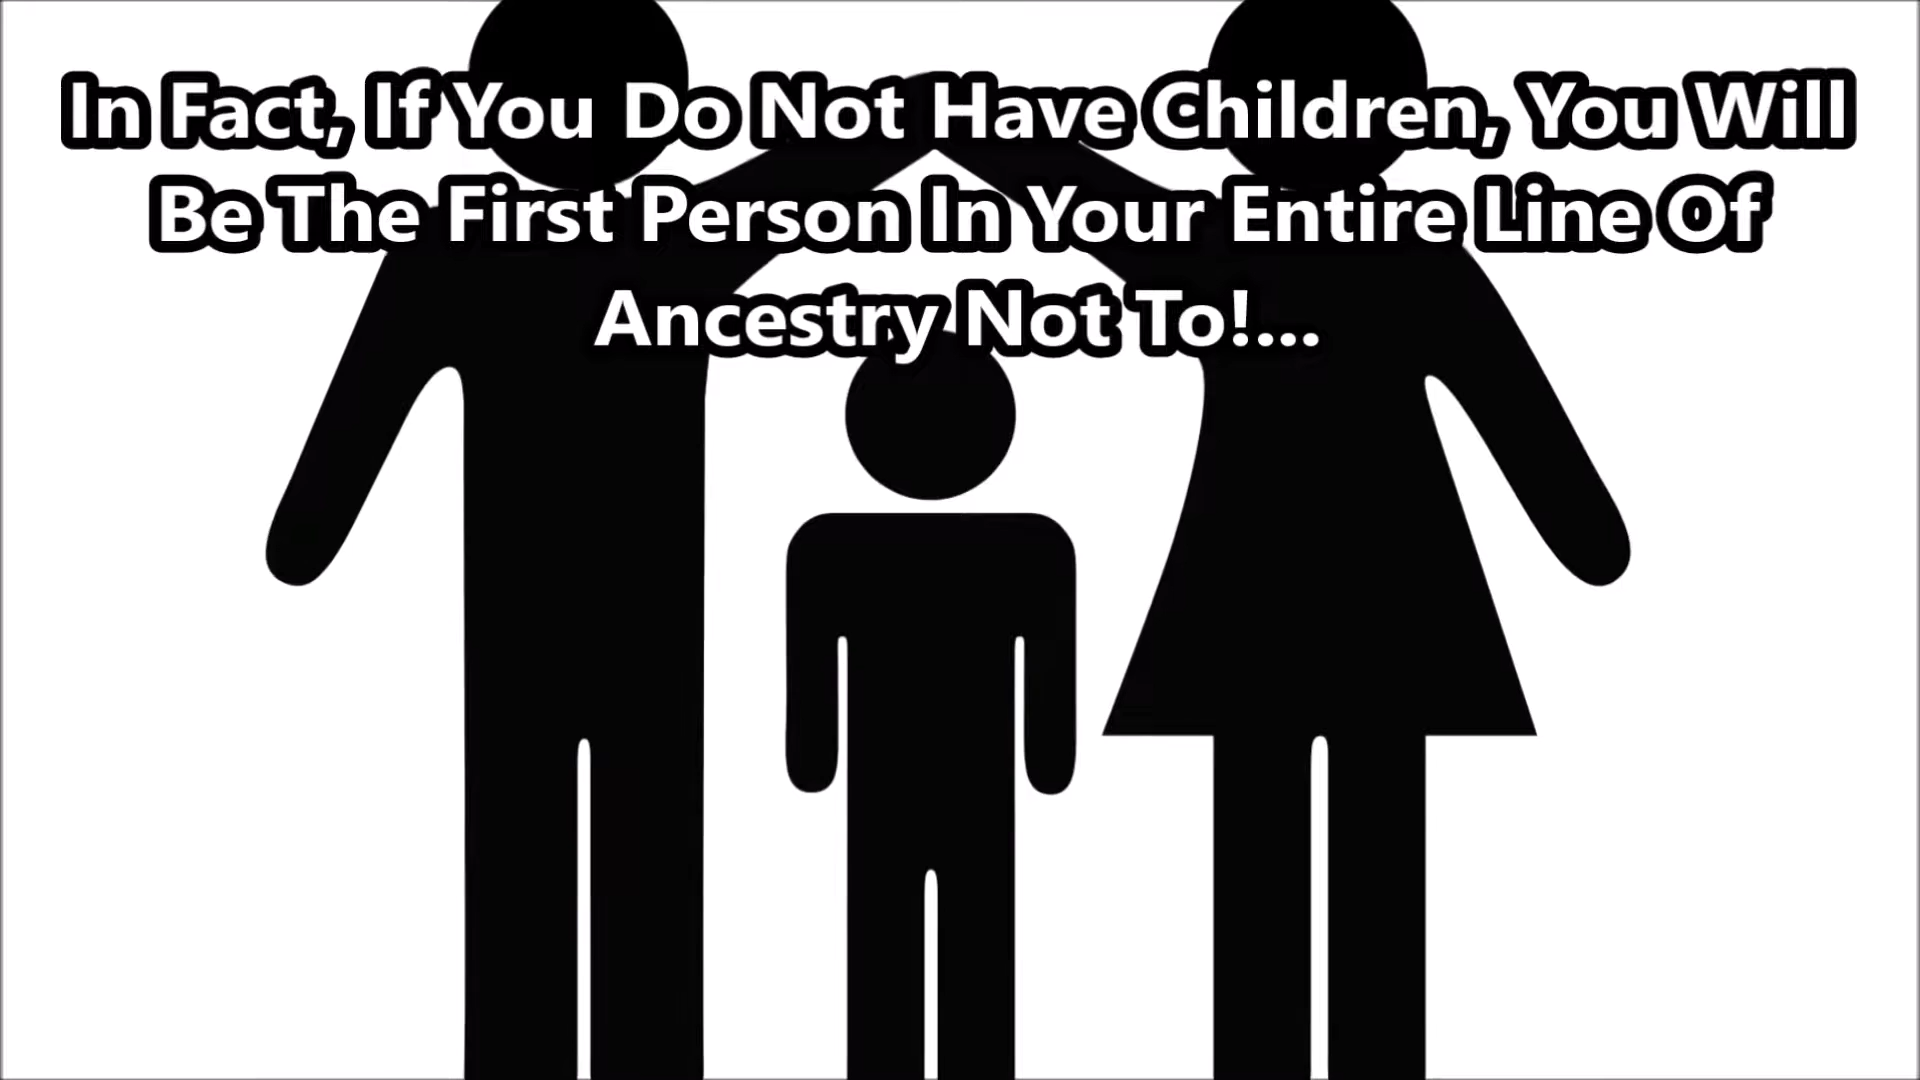 In Fact, If You Do Not Have Children, You Will
Be The First Person In Your Entire Line Of
Ancestry Not To!...